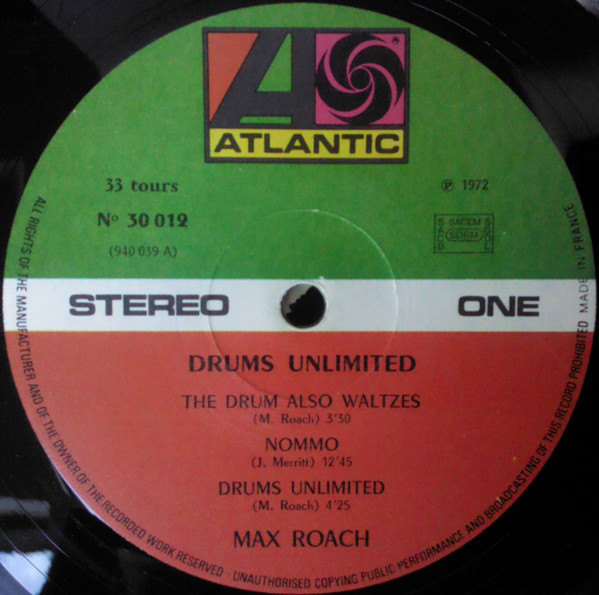 ATLANTIC
33 tours
℗ 1972
Nº 30 012
(940 039 A)
SACEM
SACD SDRM SGDL
STEREO
ONE
DRUMS UNLIMITED
THE DRUM ALSO WALTZES
(M. Roach) 3'30
NOMMO
(J. Merritt) 12'45
DRUMS UNLIMITED
(M. Roach) 4'25
MAX ROACH
ALL RIGHTS OF THE MANUFACTURER AND OF THE OWNER OF THE RECORDED WORK RESERVED - UNAUTHORISED COPYING PUBLIC PERFORMANCE AND BROADCASTING OF THIS RECORD PROHIBITED MADE IN FRANCE